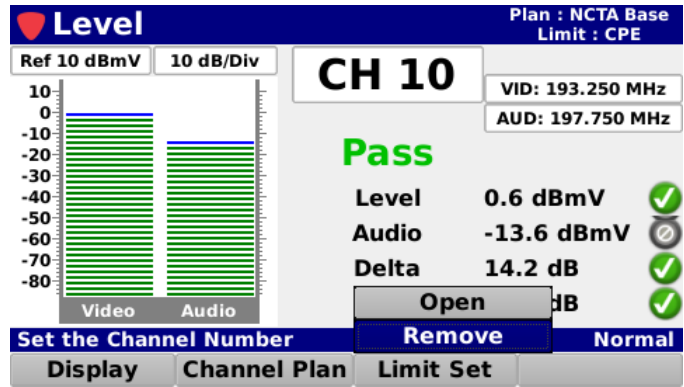 Level
Plan : NCTA Base
Limit : CPE
Ref 10 dBmV
10 dB/Div
CH 10
VID: 193.250 MHz
AUD: 197.750 MHz
10
0
-10
-20
-30
-40
-50
-60
-70
-80
Video
Audio
Pass
Level 0.6 dBmV
Audio -13.6 dBmV
Delta 14.2 dB
dB
Open
Remove
Set the Channel Number
Normal
Display
Channel Plan
Limit Set